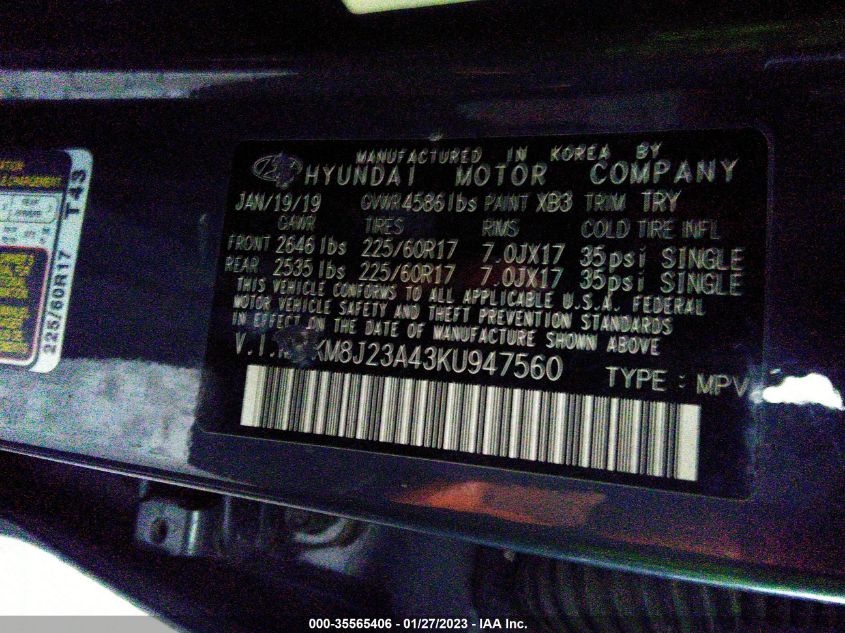 MANUFACTURED IN KOREA BY
HYUNDAI MOTOR COMPANY
JAN/19/19 GVWR 4586 lbs PAINT XB3 TRIM TRY
GAWR TIRES RIMS COLD TIRE INFL
FRONT 2646 lbs 225/60R17 7.0JX17 35psi SINGLE
REAR 2535 lbs 225/60R17 7.0JX17 35psi SINGLE
THIS VEHICLE CONFORMS TO ALL APPLICABLE U.S.A. FEDERAL
MOTOR VEHICLE SAFETY AND THEFT PREVENTION STANDARDS
IN EFFECT ON THE DATE OF MANUFACTURE SHOWN ABOVE
KM8J23A43KU947560 TYPE : MPV
225/60R17 T43
000-35565406 - 01/27/2023 - IAA Inc.